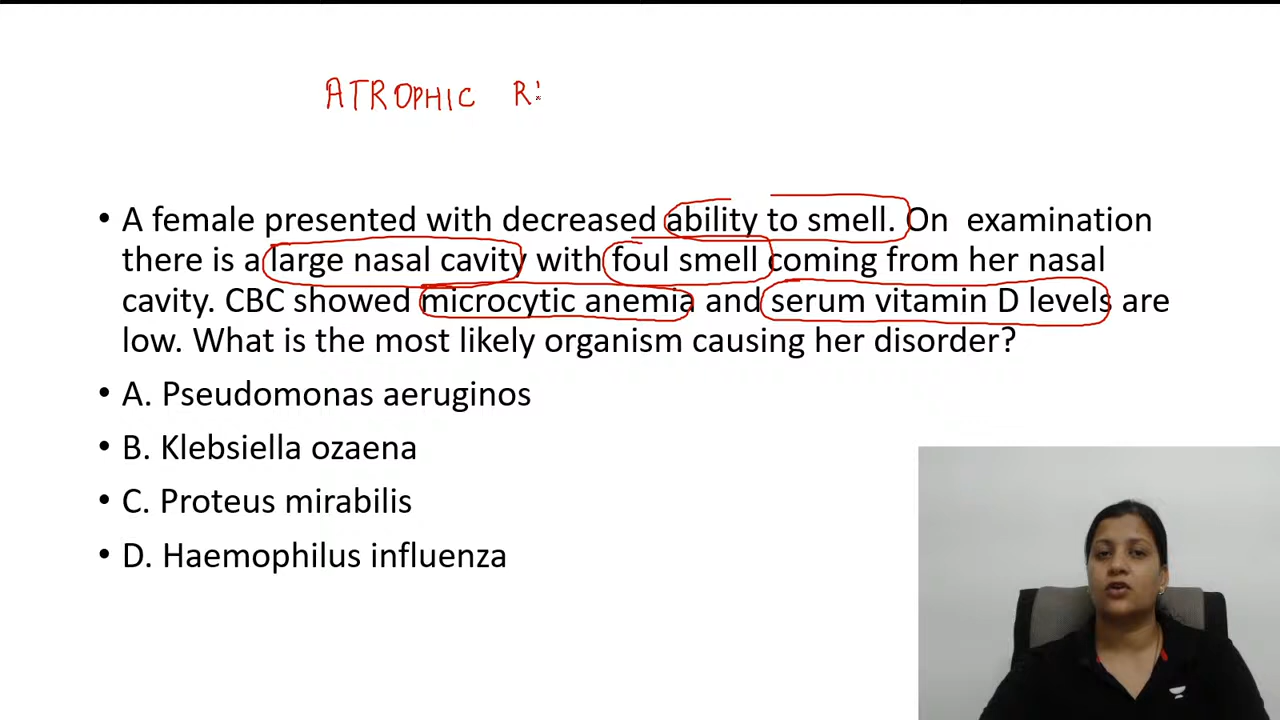 ATROPHIC R
• A female presented with decreased ability to smell. On examination
there is a large nasal cavity with foul smell coming from her nasal
cavity. CBC showed microcytic anemia and serum vitamin D levels are
low. What is the most likely organism causing her disorder?
• A. Pseudomonas aeruginos
• B. Klebsiella ozaena
• C. Proteus mirabilis
• D. Haemophilus influenza